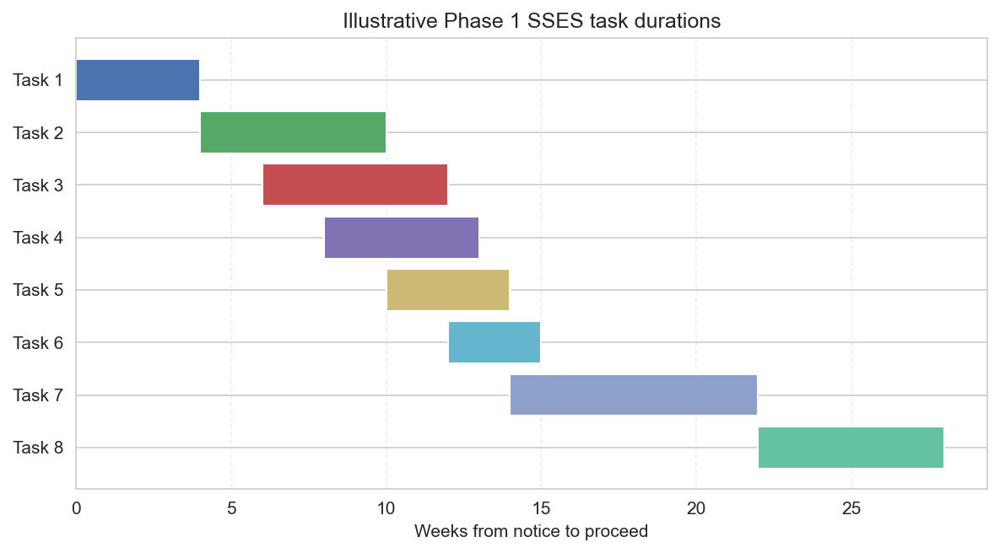 Illustrative Phase 1 SSES task durations
Task 1
Task 2
Task 3
Task 4
Task 5
Task 6
Task 7
Task 8
0 5 10 15 20 25
Weeks from notice to proceed